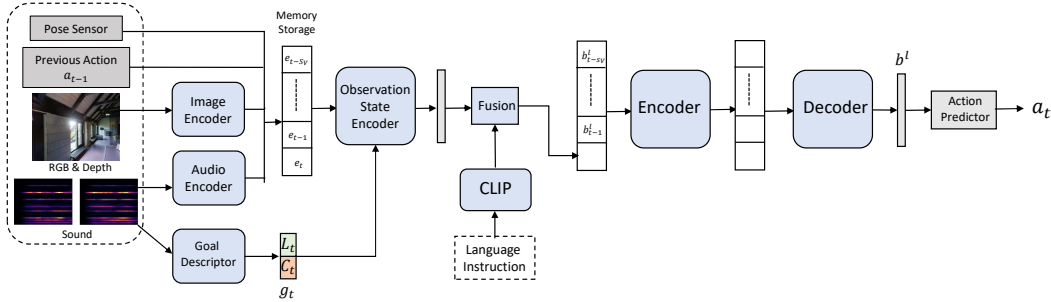 Pose Sensor
Previous Action
a_{t-1}
Image
Encoder
RGB & Depth
Audio
Encoder
Sound
Goal
Descriptor
L_t
C_t
g_t
Memory
Storage
e_{t-s_V}
e_{t-1}
e_t
Observation
State
Encoder
Fusion
CLIP
Language
Instruction
b^l_{t-s_V}
b^l_{t-1}
Encoder
Decoder
b^l
Action
Predictor
a_t